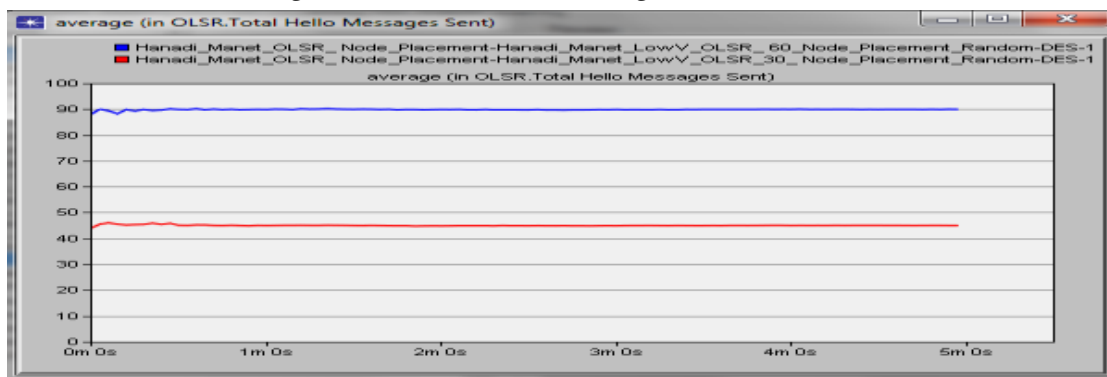 average (in OLSR.Total Hello Messages Sent)
Hanadi_Manet_OLSR_ Node_Placement-Hanadi_Manet_LowV_OLSR_ 60_Node_Placement_Random-DES-1
Hanadi_Manet_OLSR_ Node_Placement-Hanadi_Manet_LowV_OLSR_30_ Node_Placement_Random-DES-1
average (in OLSR.Total Hello Messages Sent)
100
90
80
70
60
50
40
30
20
10
0
0m 0s 1m 0s 2m 0s 3m 0s 4m 0s 5m 0s